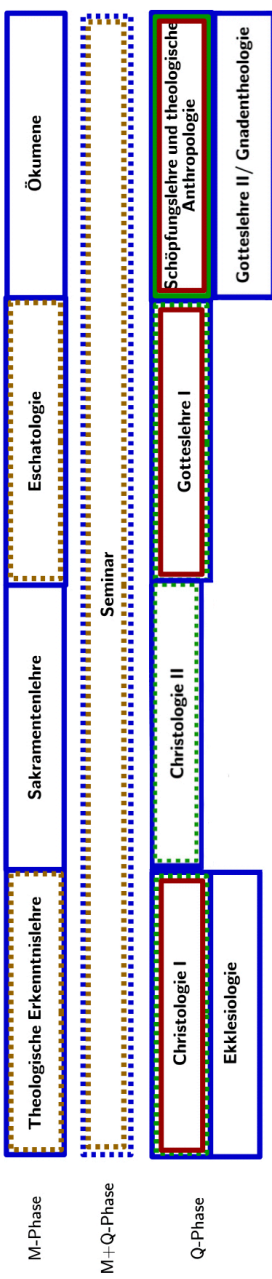 M-Phase
Theologische Erkenntnislehre
Sakramentenlehre
Eschatologie
Ökumene
M+Q-Phase
Seminar
Q-Phase
Christologie I
Christologie II
Gotteslehre I
Schöpfungslehre und theologische
Anthropologie
Ekklesiologie
Gotteslehre II/ Gnadentheologie